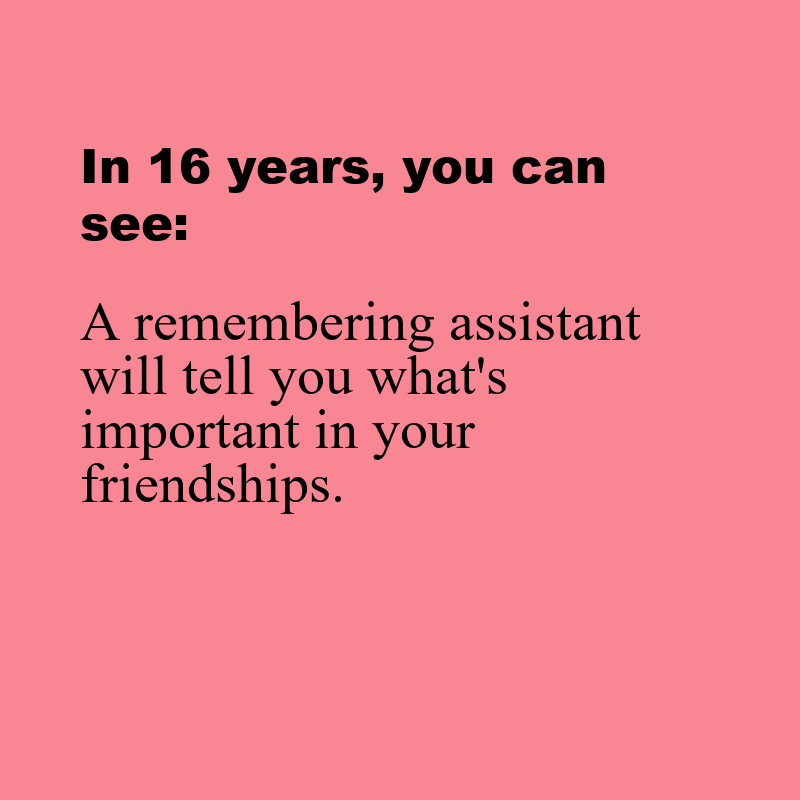 In 16 years, you can
see:
A remembering assistant
will tell you what's
important in your
friendships.